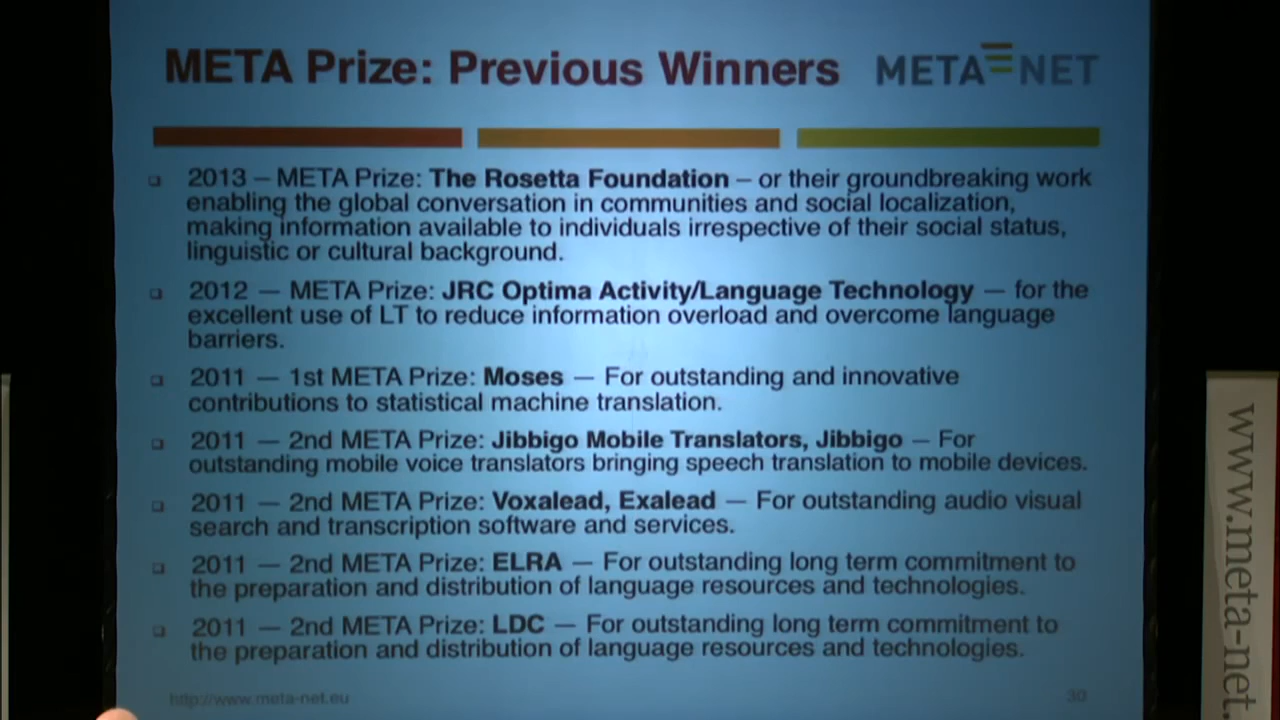 META Prize: Previous Winners
META NET
2013 – META Prize: The Rosetta Foundation – or their groundbreaking work
enabling the global conversation in communities and social localization,
making information available to individuals irrespective of their social status,
linguistic or cultural background.
2012 — META Prize: JRC Optima Activity/Language Technology — for the
excellent use of LT to reduce information overload and overcome language
barriers.
2011 — 1st META Prize: Moses — For outstanding and innovative
contributions to statistical machine translation.
2011 — 2nd META Prize: Jibbigo Mobile Translators, Jibbigo — For
outstanding mobile voice translators bringing speech translation to mobile devices.
2011 — 2nd META Prize: Voxalead, Exalead — For outstanding audio visual
search and transcription software and services.
2011 — 2nd META Prize: ELRA — For outstanding long term commitment to
the preparation and distribution of language resources and technologies.
2011 — 2nd META Prize: LDC — For outstanding long term commitment to
the preparation and distribution of language resources and technologies.
http://www.meta-net.eu
30
www.meta-net.